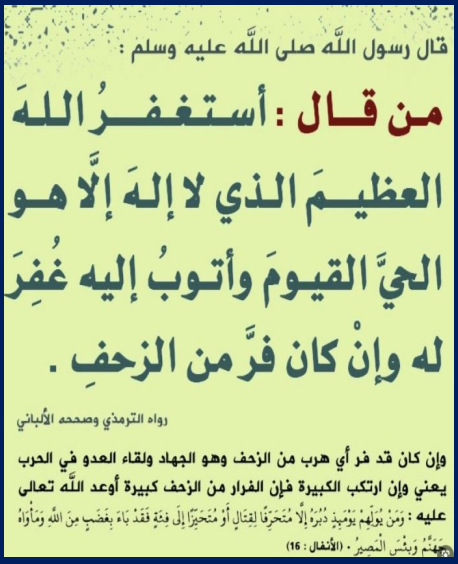 قال رسول الله صلى الله عليه وسلم :
من قال : أستغفرُ اللهَ
العظيمَ الذي لا إلهَ إلَّا هو
الحيَّ القيومَ وأتوبُ إليه غُفِرَ
له وإنْ كان فرَّ من الزحفِ .
رواه الترمذي وصححه الألباني
وإن كان قد فر أي هرب من الزحف وهو الجهاد ولقاء العدو في الحرب
يعني وإن ارتكب الكبيرة فإن الفرار من الزحف كبيرة أوعد الله تعالى
عليه : وَمَنْ يُوَلِّهِمْ يَوْمَئِذٍ دُبُرَهُ إِلَّا مُتَحَرِّفًا لِقِتَالٍ أَوْ مُتَحَيِّزًا إِلَى فِئَةٍ فَقَدْ بَاءَ بِغَضَبٍ مِنَ اللَّهِ وَمَأْوَاهُ
جَهَنَّمُ وَبِئْسَ الْمَصِيرُ . (الأنفال : 16)